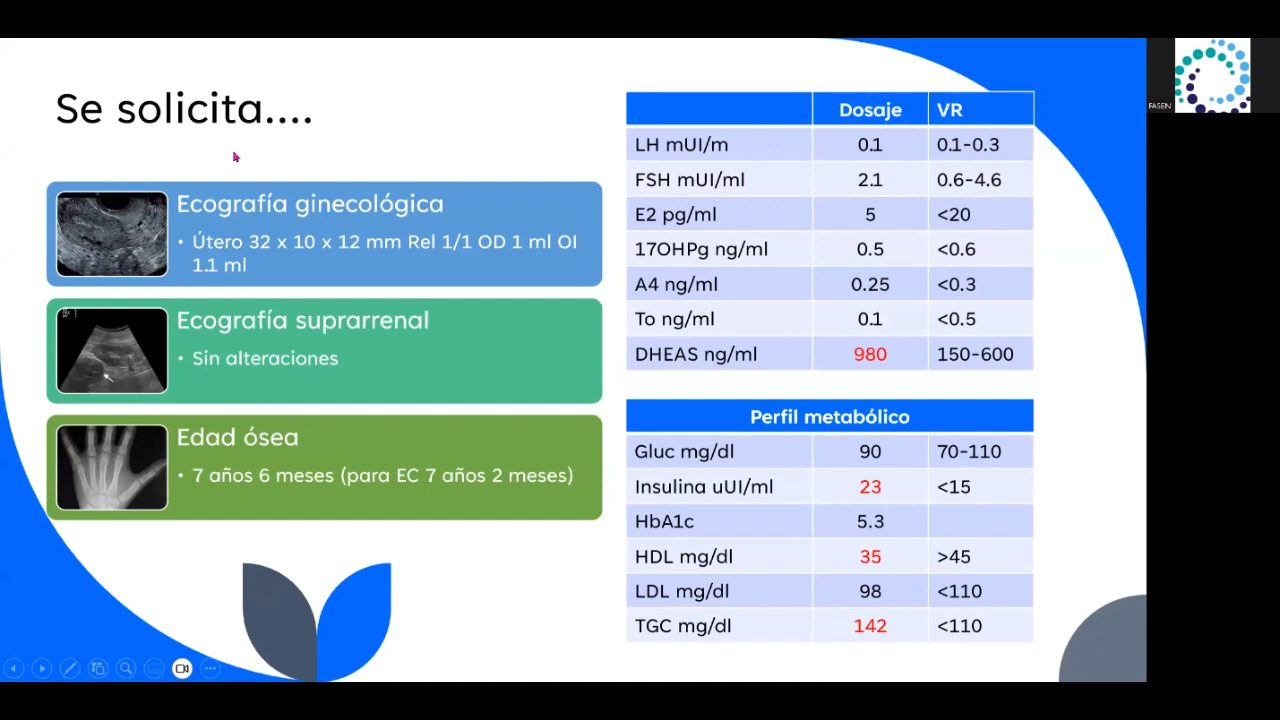 Se solicita....
Ecografía ginecológica
• Útero 32 x 10 x 12 mm Rel 1/1 OD 1 ml OI
1.1 ml
Ecografía suprarrenal
• Sin alteraciones
Edad ósea
• 7 años 6 meses (para EC 7 años 2 meses)
Dosaje VR
LH mUI/m 0.1 0.1-0.3
FSH mUI/ml 2.1 0.6-4.6
E2 pg/ml 5 <20
17OHPg ng/ml 0.5 <0.6
A4 ng/ml 0.25 <0.3
To ng/ml 0.1 <0.5
DHEAS ng/ml 980 150-600
Perfil metabólico
Gluc mg/dl 90 70-110
Insulina uUI/ml 23 <15
HbA1c 5.3
HDL mg/dl 35 >45
LDL mg/dl 98 <110
TGC mg/dl 142 <110
FASEN